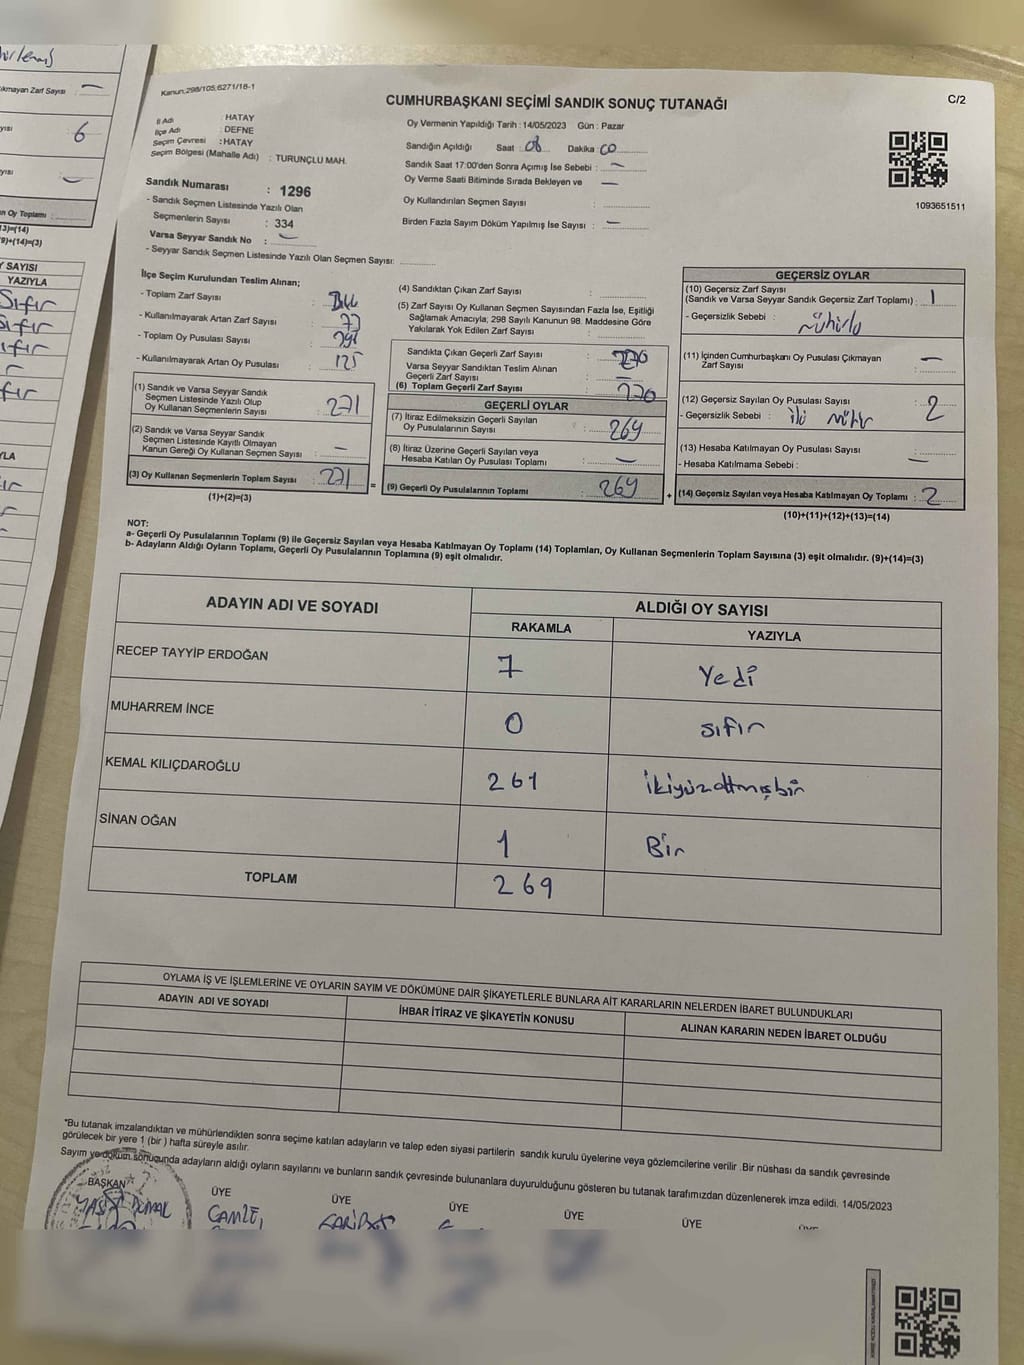 Kanun;298/105;6271/16-1
CUMHURBAŞKANI SEÇİMİ SANDIK SONUÇ TUTANAĞI
C/2
İl Adı : HATAY
İlçe Adı : DEFNE
Seçim Çevresi : HATAY
Seçim Bölgesi (Mahalle Adı) : TURUNÇLU MAH.
Oy Vermenin Yapıldığı Tarih : 14/05/2023 Gün : Pazar
Sandığın Açıldığı Saat : 08 Dakika : 00
Sandık Saat 17:00'den Sonra Açımış İse Sebebi : —
Oy Verme Saati Bitiminde Sırada Bekleyen ve —
Oy Kullandırılan Seçmen Sayısı :
Birden Fazla Sayım Döküm Yapılmış İse Sayısı : —
1093651511
Sandık Numarası : 1296
- Sandık Seçmen Listesinde Yazılı Olan
Seçmenlerin Sayısı : 334
Varsa Seyyar Sandık No : —
- Seyyar Sandık Seçmen Listesinde Yazılı Olan Seçmen Sayısı:
İlçe Seçim Kurulundan Teslim Alınan;
- Toplam Zarf Sayısı :
- Kullanılmayarak Artan Zarf Sayısı : 77
- Toplam Oy Pusulası Sayısı :
- Kullanılmayarak Artan Oy Pusulası : 125
(1) Sandık ve Varsa Seyyar Sandık
Seçmen Listesinde Yazılı Olup
Oy Kullanan Seçmenlerin Sayısı : 271
(2) Sandık ve Varsa Seyyar Sandık
Seçmen Listesinde Kayıtlı Olmayan
Kanun Gereği Oy Kullanan Seçmen Sayısı : —
(3) Oy Kullanan Seçmenlerin Toplam Sayısı : 271 =
(1)+(2)=(3)
(4) Sandıktan Çıkan Zarf Sayısı :
(5) Zarf Sayısı Oy Kullanan Seçmen Sayısından Fazla İse, Eşitliği
Sağlamak Amacıyla; 298 Sayılı Kanunun 98. Maddesine Göre
Yakılarak Yok Edilen Zarf Sayısı :
Sandıkta Çıkan Geçerli Zarf Sayısı : 270
Varsa Seyyar Sandıktan Teslim Alınan
Geçerli Zarf Sayısı : —
(6) Toplam Geçerli Zarf Sayısı : 270
GEÇERLİ OYLAR
(7) İtiraz Edilmeksizin Geçerli Sayılan
Oy Pusulalarının Sayısı : 269
(8) İtiraz Üzerine Geçerli Sayılan veya
Hesaba Katılan Oy Pusulası Toplamı : —
(9) Geçerli Oy Pusulalarının Toplamı : 269 +
GEÇERSİZ OYLAR
(10) Geçersiz Zarf Sayısı
(Sandık ve Varsa Seyyar Sandık Geçersiz Zarf Toplamı) : 1
- Geçersizlik Sebebi : mühürlü
(11) İçinden Cumhurbaşkanı Oy Pusulası Çıkmayan
Zarf Sayısı : —
(12) Geçersiz Sayılan Oy Pusulası Sayısı : 2
- Geçersizlik Sebebi : iki mühür
(13) Hesaba Katılmayan Oy Pusulası Sayısı : —
- Hesaba Katılmama Sebebi :
(14) Geçersiz Sayılan veya Hesaba Katılmayan Oy Toplamı : 2
(10)+(11)+(12)+(13)=(14)
NOT:
a- Geçerli Oy Pusulalarının Toplamı (9) ile Geçersiz Sayılan veya Hesaba Katılmayan Oy Toplamı (14) Toplamları, Oy Kullanan Seçmenlerin Toplam Sayısına (3) eşit olmalıdır. (9)+(14)=(3)
b- Adayların Aldığı Oyların Toplamı, Geçerli Oy Pusulalarının Toplamına (9) eşit olmalıdır.
ADAYIN ADI VE SOYADI ALDIĞI OY SAYISI
RAKAMLA YAZIYLA
RECEP TAYYİP ERDOĞAN 7 Yedi
MUHARREM İNCE 0 sıfır
KEMAL KILIÇDAROĞLU 261 ikiyüzaltmışbir
SİNAN OĞAN 1 Bir
TOPLAM 269
OYLAMA İŞ VE İŞLEMLERİNE VE OYLARIN SAYIM VE DÖKÜMÜNE DAİR ŞİKAYETLERLE BUNLARA AİT KARARLARIN NELERDEN İBARET BULUNDUKLARI
ADAYIN ADI VE SOYADI İHBAR İTİRAZ VE ŞİKAYETİN KONUSU ALINAN KARARIN NEDEN İBARET OLDUĞU
*Bu tutanak imzalandıktan ve mühürlendikten sonra seçime katılan adayların ve talep eden siyasi partilerin sandık kurulu üyelerine veya gözlemcilerine verilir .Bir nüshası da sandık çevresinde
görülecek bir yere 1 (bir ) hafta süreyle asılır.
Sayım ve döküm sonucunda adayların aldığı oyların sayılarını ve bunların sandık çevresinde bulunanlara duyurulduğunu gösteren bu tutanak tarafımızdan düzenlenerek imza edildi. 14/05/2023
BAŞKAN ÜYE ÜYE ÜYE ÜYE ÜYE